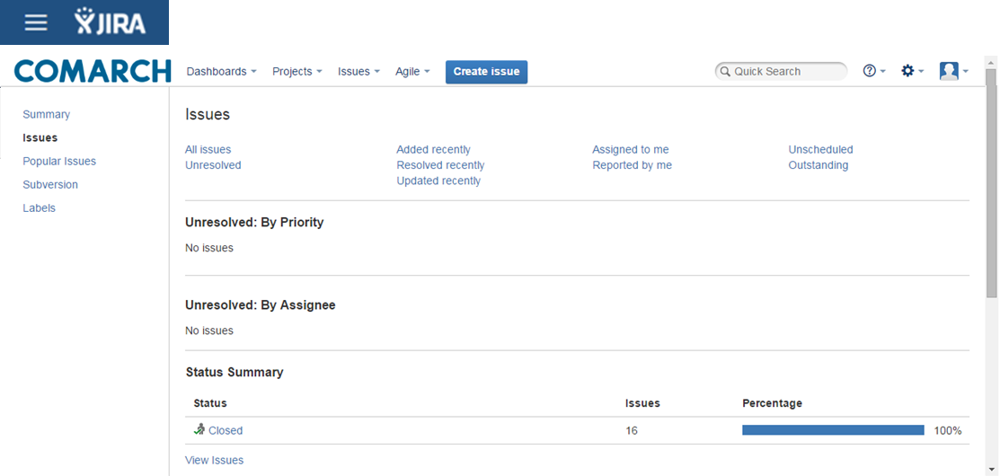 JIRA
COMARCH Dashboards Projects Issues Agile Create issue Quick Search
Summary
Issues
Popular Issues
Subversion
Labels
Issues
All issues Added recently Assigned to me Unscheduled
Unresolved Resolved recently Reported by me Outstanding
Updated recently
Unresolved: By Priority
No issues
Unresolved: By Assignee
No issues
Status Summary
Status Issues Percentage
Closed 16 100%
View Issues